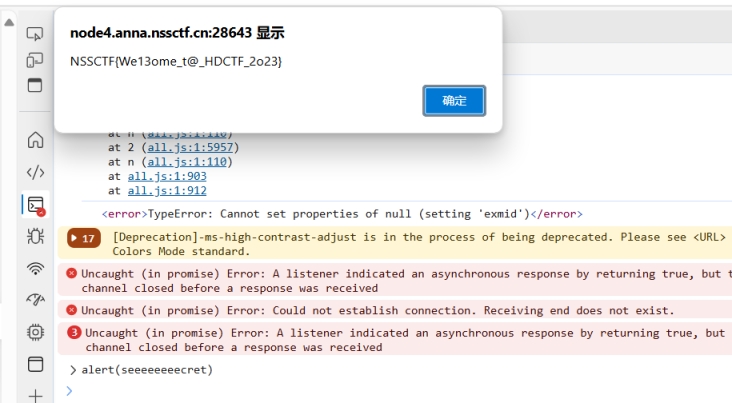 node4.anna.nssctf.cn:28643 显示
NSSCTF{We13ome_t@_HDCTF_2o23}
确定
at n (all.js:1:110)
at 2 (all.js:1:5957)
at n (all.js:1:110)
at all.js:1:903
at all.js:1:912
<error>TypeError: Cannot set properties of null (setting 'exmid')</error>
17 [Deprecation]-ms-high-contrast-adjust is in the process of being deprecated. Please see <URL>
Colors Mode standard.
Uncaught (in promise) Error: A listener indicated an asynchronous response by returning true, but t
channel closed before a response was received
Uncaught (in promise) Error: Could not establish connection. Receiving end does not exist.
3 Uncaught (in promise) Error: A listener indicated an asynchronous response by returning true, but
channel closed before a response was received
> alert(seeeeeeeecret)
>